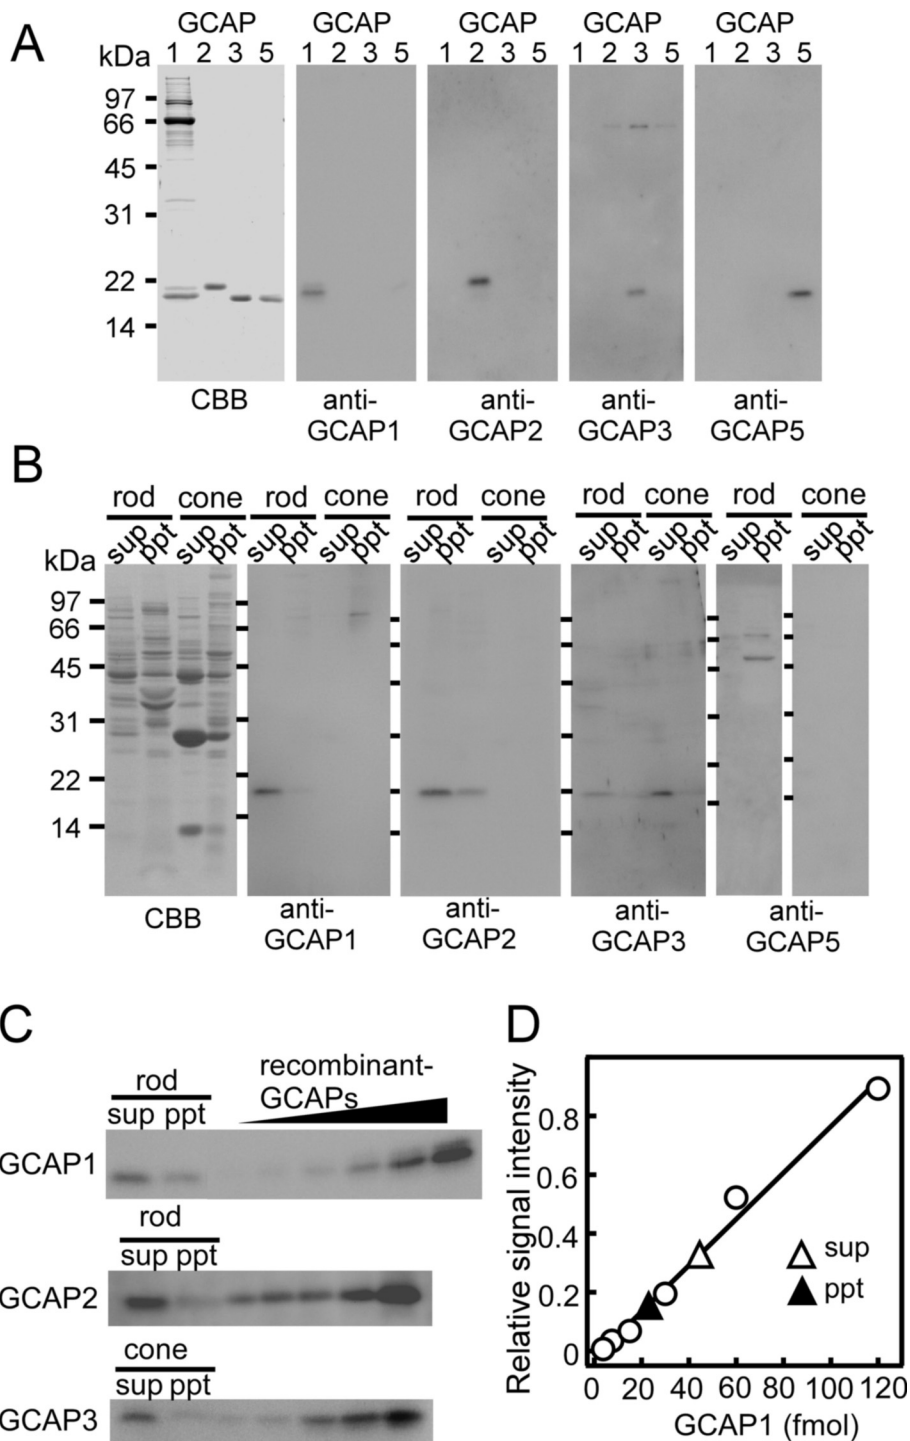 A
GCAP GCAP GCAP GCAP GCAP
kDa 1 2 3 5 1 2 3 5 1 2 3 5 1 2 3 5 1 2 3 5
97
66
45
31
22
14
CBB anti-GCAP1 anti-GCAP2 anti-GCAP3 anti-GCAP5
B
rod cone rod cone rod cone rod cone rod cone
sup ppt sup ppt sup ppt sup ppt sup ppt sup ppt sup ppt sup ppt sup ppt sup ppt
kDa
97
66
45
31
22
14
CBB anti-GCAP1 anti-GCAP2 anti-GCAP3 anti-GCAP5
C
rod
sup ppt
recombinant-
GCAPs
GCAP1
rod
sup ppt
GCAP2
cone
sup ppt
GCAP3
D
Relative signal intensity
0.8
0.6
0.4
0.2
0
sup
ppt
0 20 40 60 80 100 120
GCAP1 (fmol)